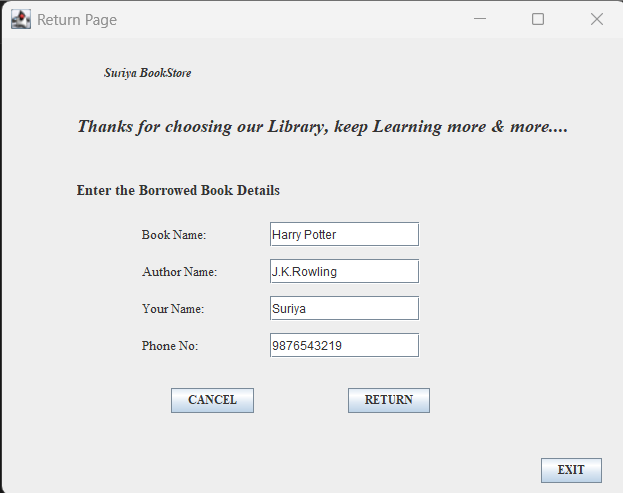 Return Page
Suriya BookStore
Thanks for choosing our Library, keep Learning more & more....
Enter the Borrowed Book Details
Book Name: Harry Potter
Author Name: J.K.Rowling
Your Name: Suriya
Phone No: 9876543219
CANCEL RETURN
EXIT